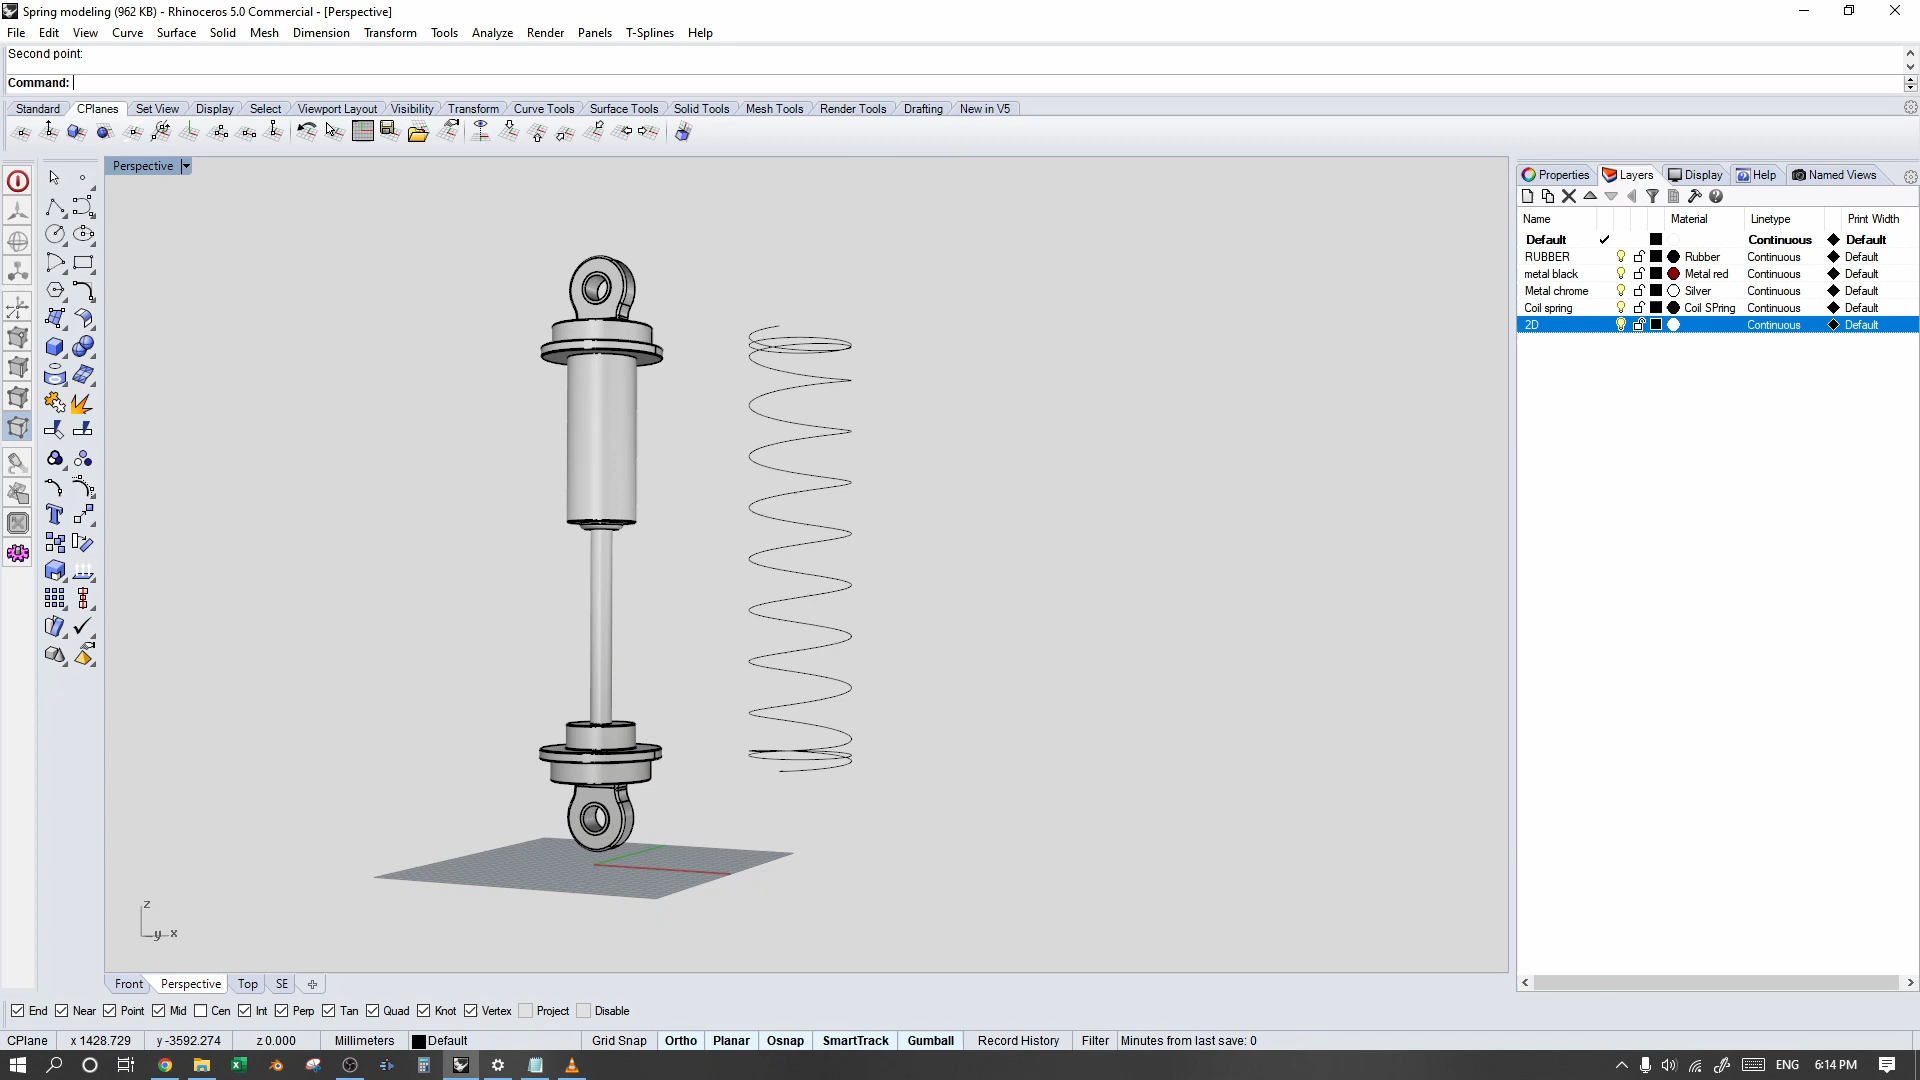 Spring modeling (962 KB) - Rhinoceros 5.0 Commercial - [Perspective]
File Edit View Curve Surface Solid Mesh Dimension Transform Tools Analyze Render Panels T-Splines Help
Second point:
Command:
Standard CPlanes Set View Display Select Viewport Layout Visibility Transform Curve Tools Surface Tools Solid Tools Mesh Tools Render Tools Drafting New in V5
Perspective
Properties Layers Display Help Named Views
Name Material Linetype Print Width
Default Continuous Default
RUBBER Rubber Continuous Default
metal black Metal red Continuous Default
Metal chrome Silver Continuous Default
Coil spring Coil SPring Continuous Default
2D Continuous Default
z
y x
Front Perspective Top SE
End Near Point Mid Cen Int Perp Tan Quad Knot Vertex Project Disable
CPlane x 1428.729 y -3592.274 z 0.000 Millimeters Default Grid Snap Ortho Planar Osnap SmartTrack Gumball Record History Filter Minutes from last save: 0
ENG 6:14 PM